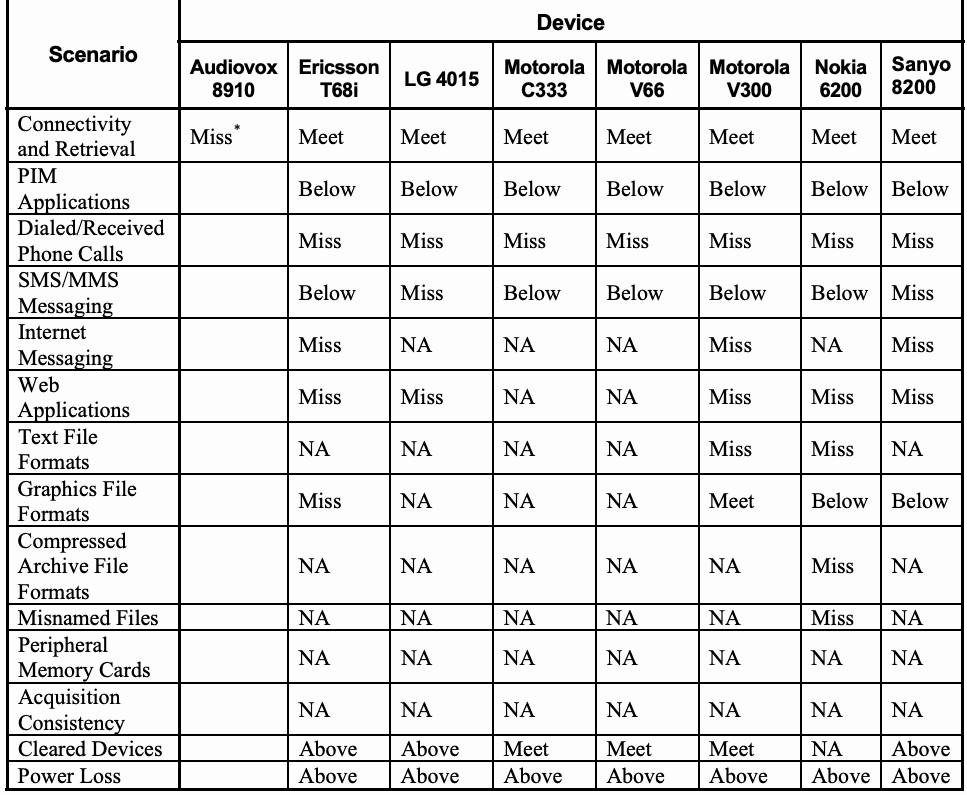 Device
Scenario
Audiovox 8910 Ericsson T68i LG 4015 Motorola C333 Motorola V66 Motorola V300 Nokia 6200 Sanyo 8200
Connectivity and Retrieval Miss* Meet Meet Meet Meet Meet Meet Meet
PIM Applications Below Below Below Below Below Below Below
Dialed/Received Phone Calls Miss Miss Miss Miss Miss Miss Miss
SMS/MMS Messaging Below Miss Below Below Below Below Miss
Internet Messaging Miss NA NA NA Miss NA Miss
Web Applications Miss Miss NA NA Miss Miss Miss
Text File Formats NA NA NA NA Miss Miss NA
Graphics File Formats Miss NA NA NA Meet Below Below
Compressed Archive File Formats NA NA NA NA NA Miss NA
Misnamed Files NA NA NA NA NA Miss NA
Peripheral Memory Cards NA NA NA NA NA NA NA
Acquisition Consistency NA NA NA NA NA NA NA
Cleared Devices Above Above Meet Meet Meet NA Above
Power Loss Above Above Above Above Above Above Above